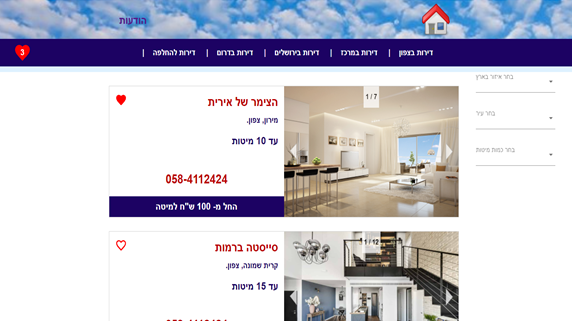 הודעות
דירות בצפון | דירות במרכז | דירות בירושלים | דירות בדרום | דירות להחלפה |
3
בחר איזור בארץ
בחר עיר
בחר כמות מיטות
1 / 7
הצימר של אירית
מירון, צפון.
עד 10 מיטות
058-4112424
החל מ- 100 ש"ח למיטה
1 / 12
סייסטה ברמות
קרית שמונה, צפון.
עד 15 מיטות